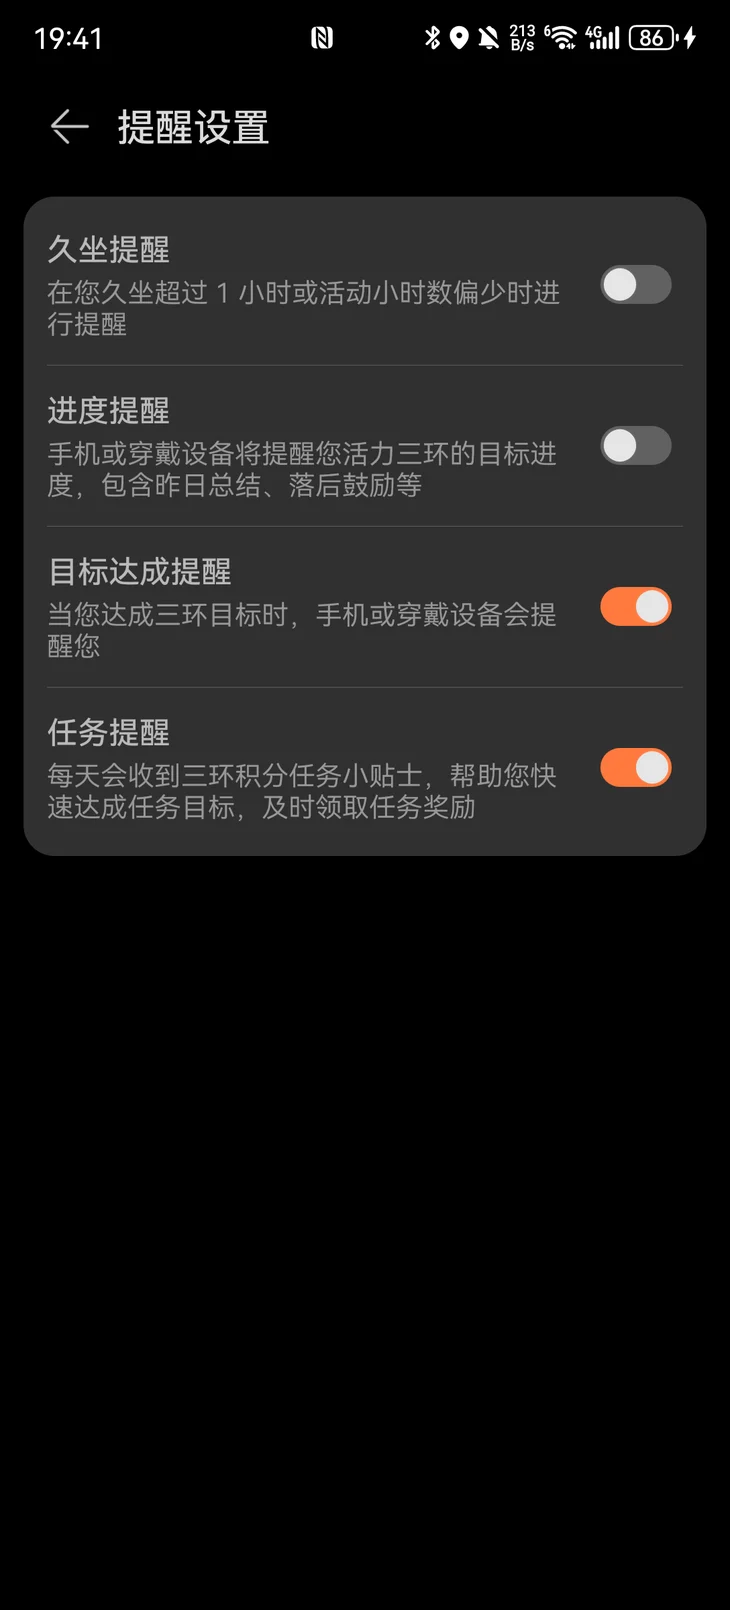 19:41
213 B/s
6
4G
86
提醒设置
久坐提醒
在您久坐超过 1 小时或活动小时数偏少时进
行提醒
进度提醒
手机或穿戴设备将提醒您活力三环的目标进
度，包含昨日总结、落后鼓励等
目标达成提醒
当您达成三环目标时，手机或穿戴设备会提
醒您
任务提醒
每天会收到三环积分任务小贴士，帮助您快
速达成任务目标，及时领取任务奖励